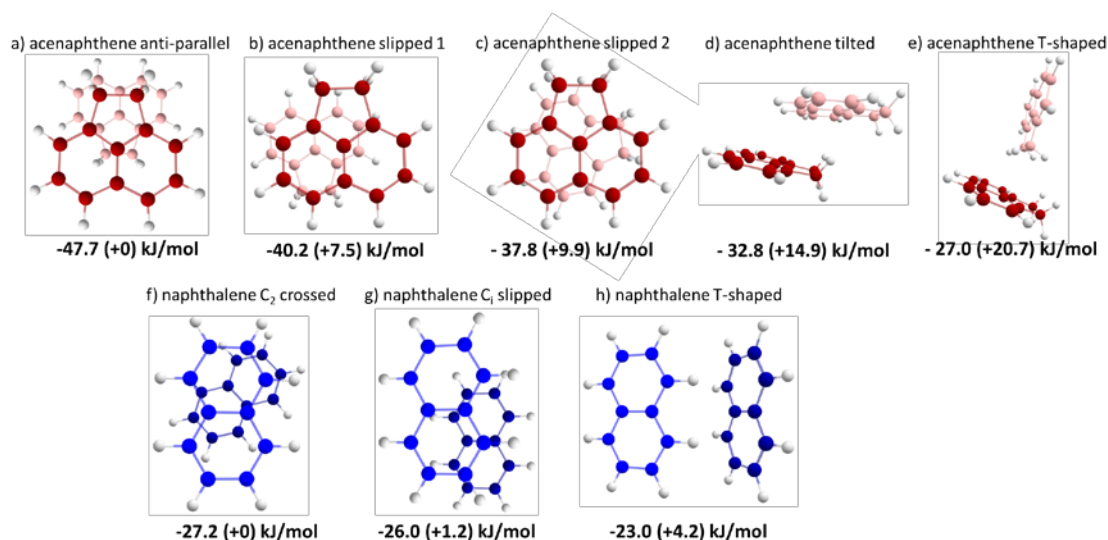 a) acenaphthene anti-parallel
b) acenaphthene slipped 1
c) acenaphthene slipped 2
d) acenaphthene tilted
e) acenaphthene T-shaped
-47.7 (+0) kJ/mol
-40.2 (+7.5) kJ/mol
- 37.8 (+9.9) kJ/mol
- 32.8 (+14.9) kJ/mol
- 27.0 (+20.7) kJ/mol
f) naphthalene C₂ crossed
g) naphthalene Cᵢ slipped
h) naphthalene T-shaped
-27.2 (+0) kJ/mol
-26.0 (+1.2) kJ/mol
-23.0 (+4.2) kJ/mol